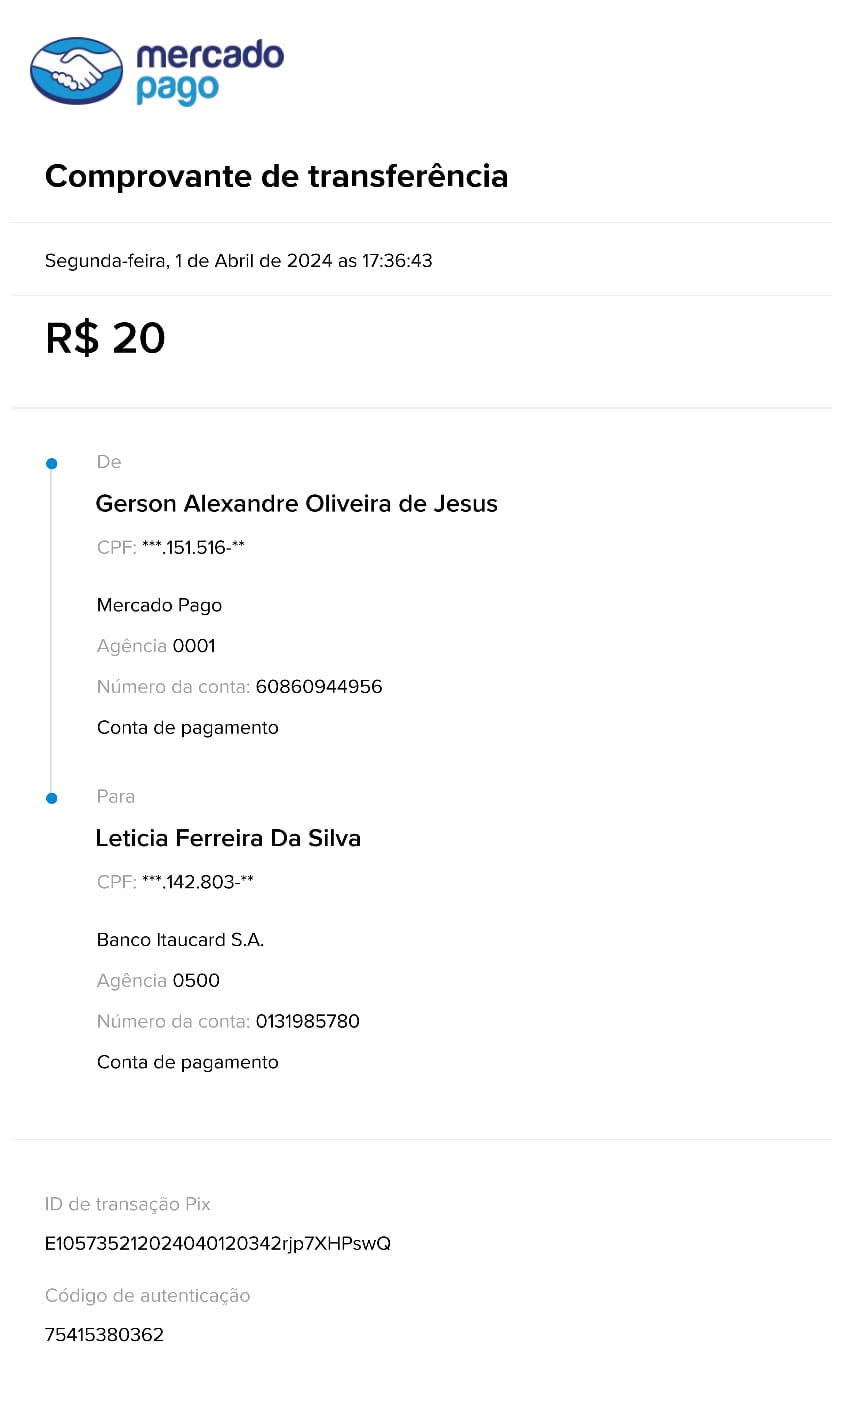 mercado
pago
Comprovante de transferência
Segunda-feira, 1 de Abril de 2024 as 17:36:43
R$ 20
De
Gerson Alexandre Oliveira de Jesus
CPF: ***.151.516-**
Mercado Pago
Agência 0001
Número da conta: 60860944956
Conta de pagamento
Para
Leticia Ferreira Da Silva
CPF: ***.142.803-**
Banco Itaucard S.A.
Agência 0500
Número da conta: 0131985780
Conta de pagamento
ID de transação Pix
E105735212024040120342rjp7XHPswQ
Código de autenticação
75415380362